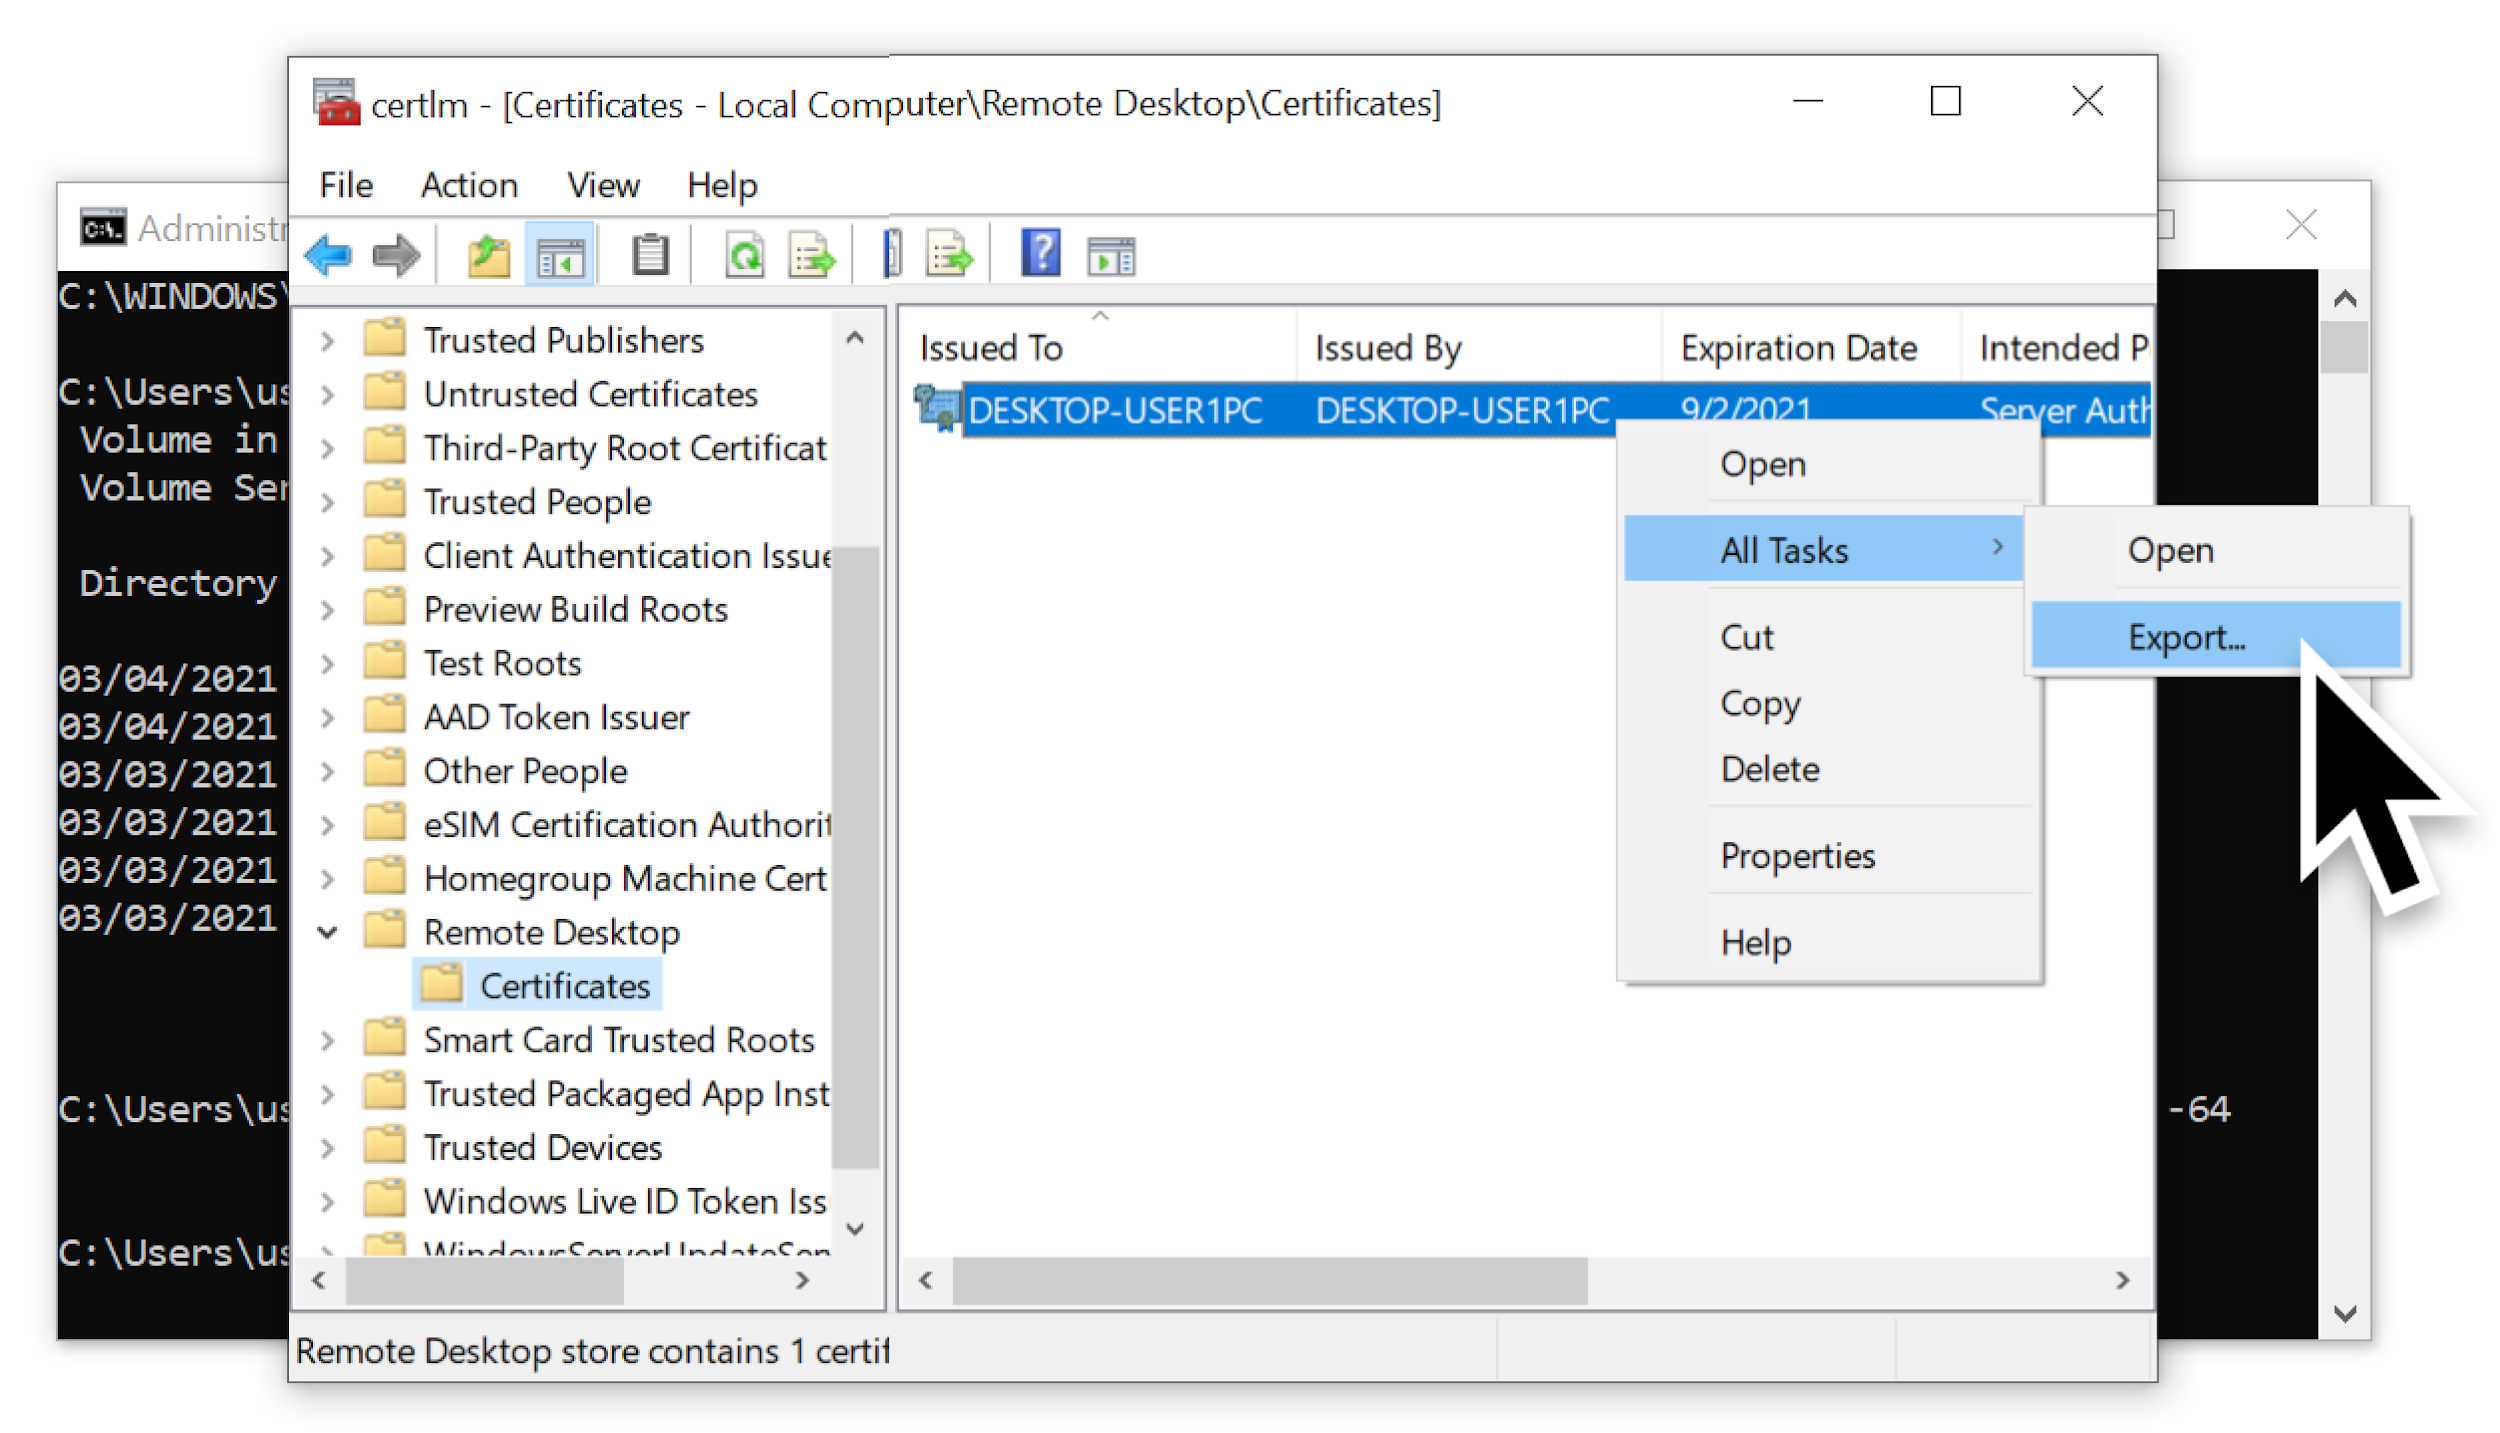 certlm - [Certificates - Local Computer\Remote Desktop\Certificates]
File Action View Help
Trusted Publishers
Untrusted Certificates
Third-Party Root Certificat
Trusted People
Client Authentication Issue
Preview Build Roots
Test Roots
AAD Token Issuer
Other People
eSIM Certification Authorit
Homegroup Machine Cert
Remote Desktop
Certificates
Smart Card Trusted Roots
Trusted Packaged App Inst
Trusted Devices
Windows Live ID Token Iss
WindowsServerUpdateSen
Issued To Issued By Expiration Date Intended P
DESKTOP-USER1PC DESKTOP-USER1PC 9/2/2021 Server Auth
Open
All Tasks
Cut
Copy
Delete
Properties
Help
Open
Export...
Remote Desktop store contains 1 certif
Administr
C:\WINDOWS\
C:\Users\us
Volume in
Volume Ser
Directory
03/04/2021
03/04/2021
03/03/2021
03/03/2021
03/03/2021
03/03/2021
C:\Users\us
-64
C:\Users\us